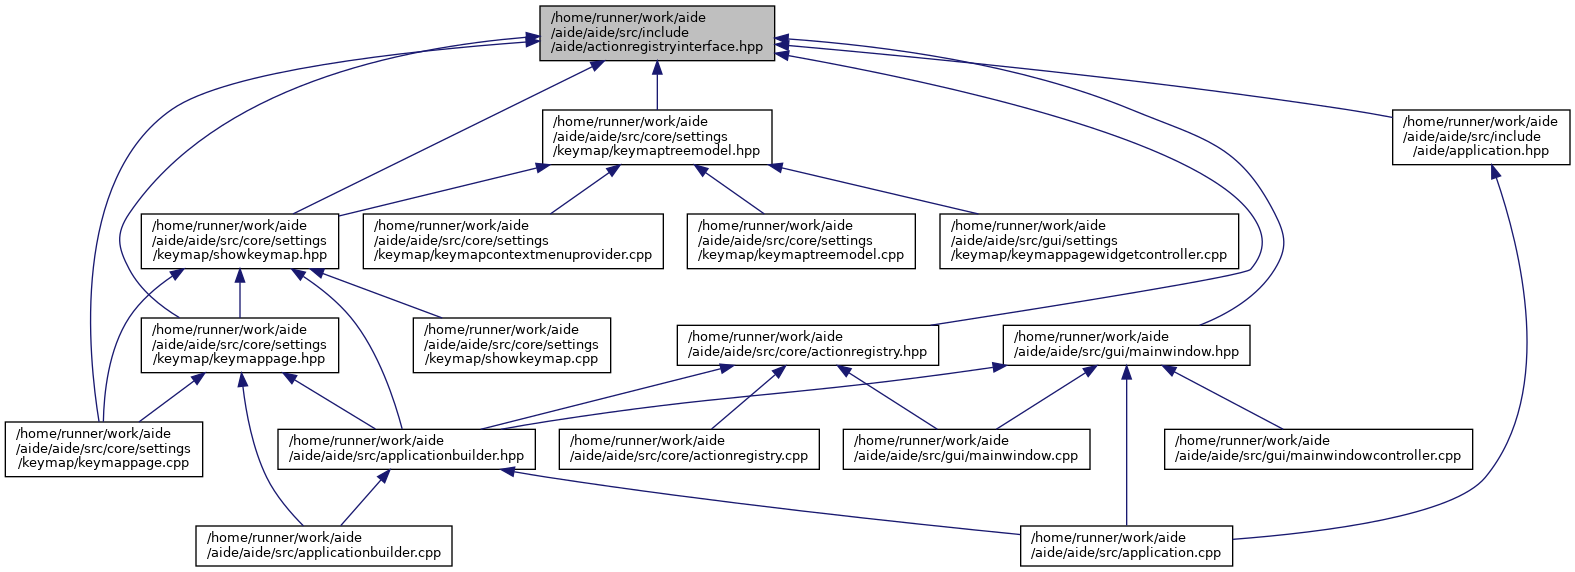 /home/runner/work/aide
/aide/aide/src/include
/aide/actionregistryinterface.hpp
/home/runner/work/aide
/aide/aide/src/core/settings
/keymap/keymaptreemodel.hpp
/home/runner/work/aide
/aide/aide/src/include
/aide/application.hpp
/home/runner/work/aide
/aide/aide/src/core/settings
/keymap/showkeymap.hpp
/home/runner/work/aide
/aide/aide/src/core/settings
/keymap/keymapcontextmenuprovider.cpp
/home/runner/work/aide
/aide/aide/src/core/settings
/keymap/keymaptreemodel.cpp
/home/runner/work/aide
/aide/aide/src/gui/settings
/keymap/keymappagewidgetcontroller.cpp
/home/runner/work/aide
/aide/aide/src/core/settings
/keymap/keymappage.hpp
/home/runner/work/aide
/aide/aide/src/core/settings
/keymap/showkeymap.cpp
/home/runner/work/aide
/aide/aide/src/core/actionregistry.hpp
/home/runner/work/aide
/aide/aide/src/gui/mainwindow.hpp
/home/runner/work/aide
/aide/aide/src/core/settings
/keymap/keymappage.cpp
/home/runner/work/aide
/aide/aide/src/applicationbuilder.hpp
/home/runner/work/aide
/aide/aide/src/core/actionregistry.cpp
/home/runner/work/aide
/aide/aide/src/gui/mainwindow.cpp
/home/runner/work/aide
/aide/aide/src/gui/mainwindowcontroller.cpp
/home/runner/work/aide
/aide/aide/src/applicationbuilder.cpp
/home/runner/work/aide
/aide/aide/src/application.cpp